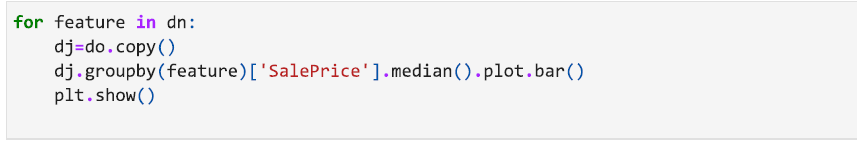 for feature in dn:
    dj=do.copy()
    dj.groupby(feature)['SalePrice'].median().plot.bar()
    plt.show()